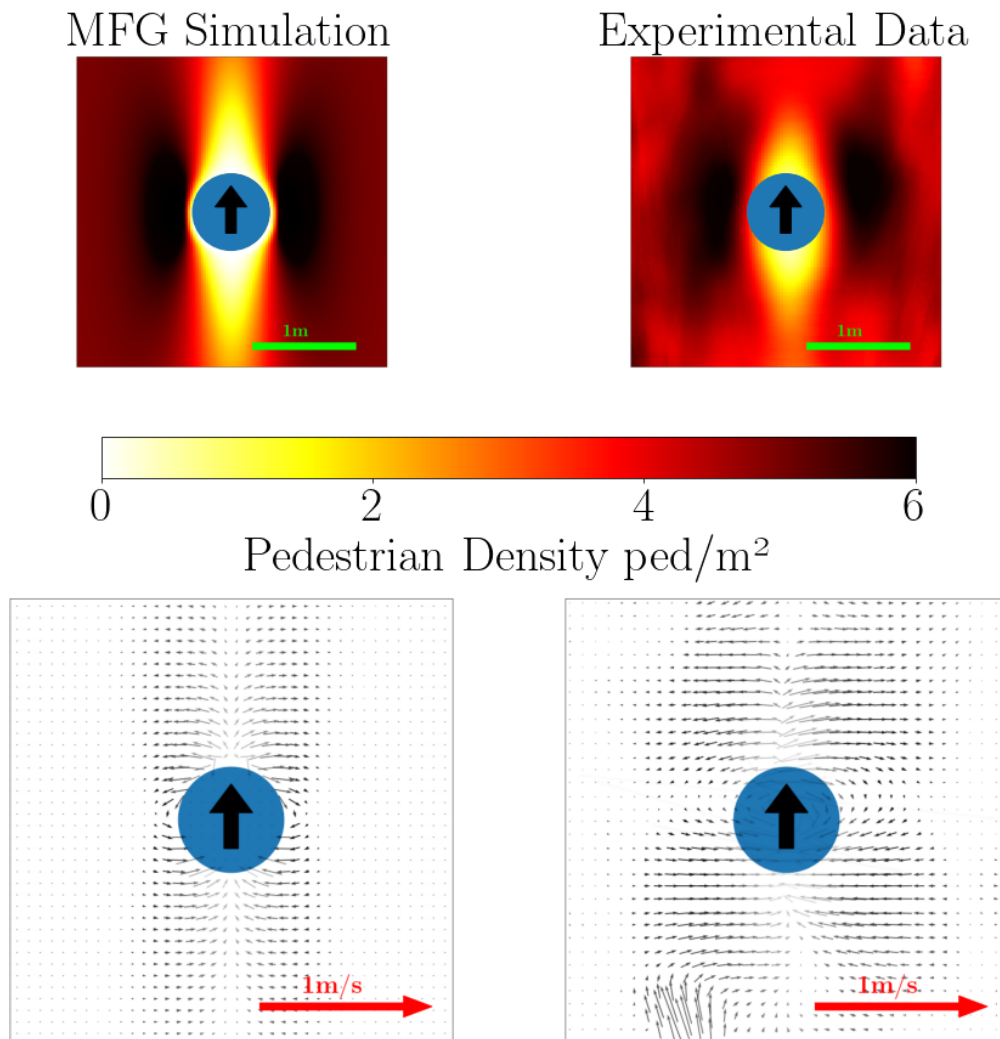 MFG Simulation
Experimental Data
1m
1m
0
2
4
6
Pedestrian Density ped/m²
1m/s
1m/s